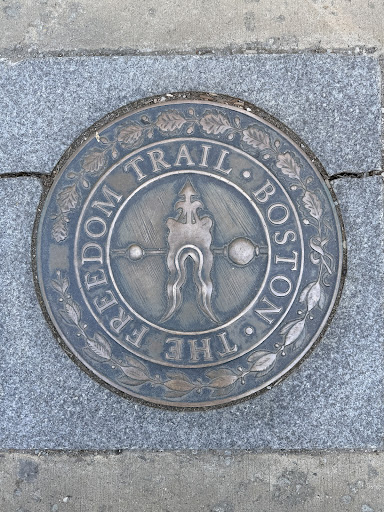 THE FREEDOM TRAIL • BOSTON •